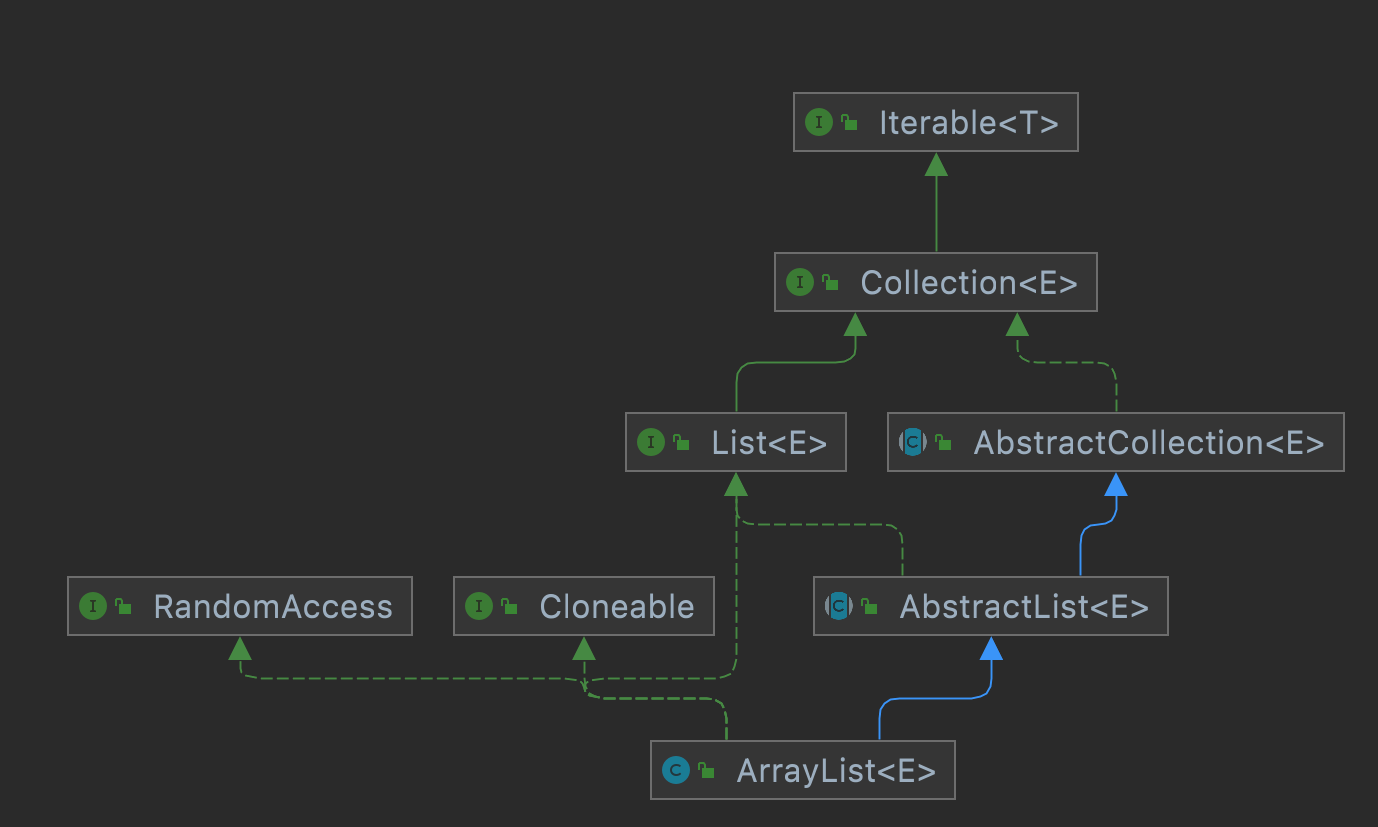 Iterable<T>
Collection<E>
List<E>
AbstractCollection<E>
RandomAccess
Cloneable
AbstractList<E>
ArrayList<E>